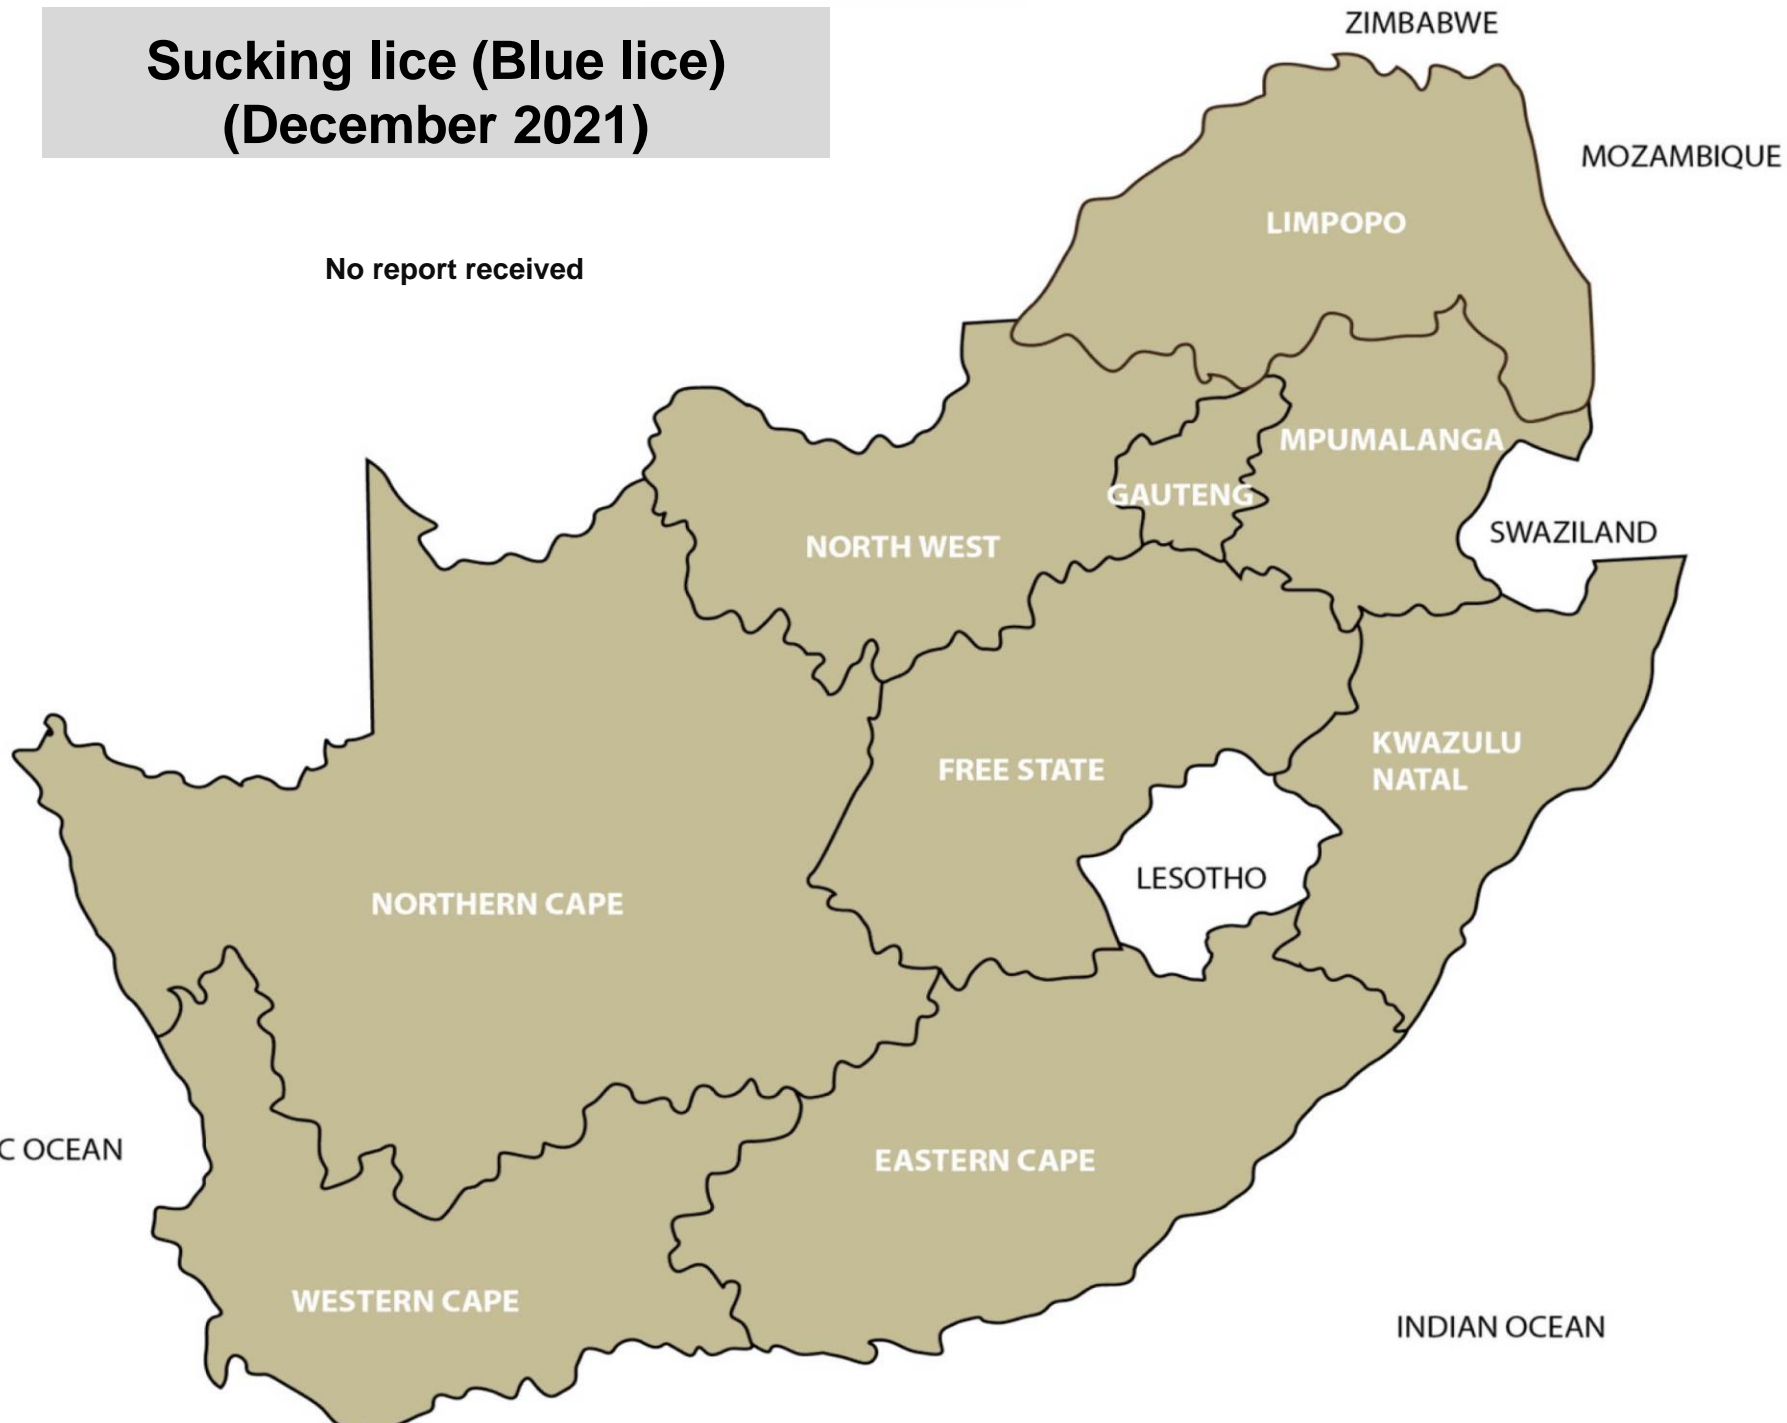 Sucking lice (Blue lice)
(December 2021)
ZIMBABWE
MOZAMBIQUE
LIMPOPO
No report received
MPUMALANGA
GAUTENG
SWAZILAND
NORTH WEST
KWAZULU
NATAL
FREE STATE
LESOTHO
NORTHERN CAPE
C OCEAN
EASTERN CAPE
WESTERN CAPE
INDIAN OCEAN